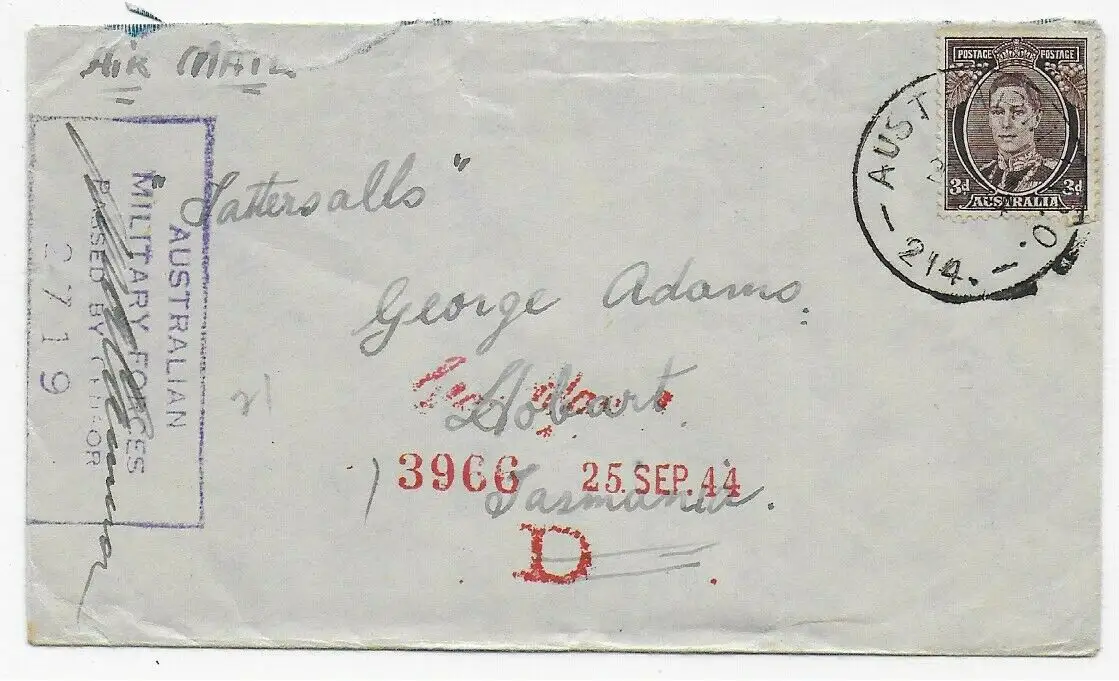 AIR MAIL
POSTAGE POSTAGE
3d 3d
AUSTRALIA
AUST
214.
AUSTRALIAN
MILITARY FORCES
PASSED BY CENSOR
2719
"Tattersalls"
George Adams.
Hobart
3966 25. SEP. 44
Tasmania.
D